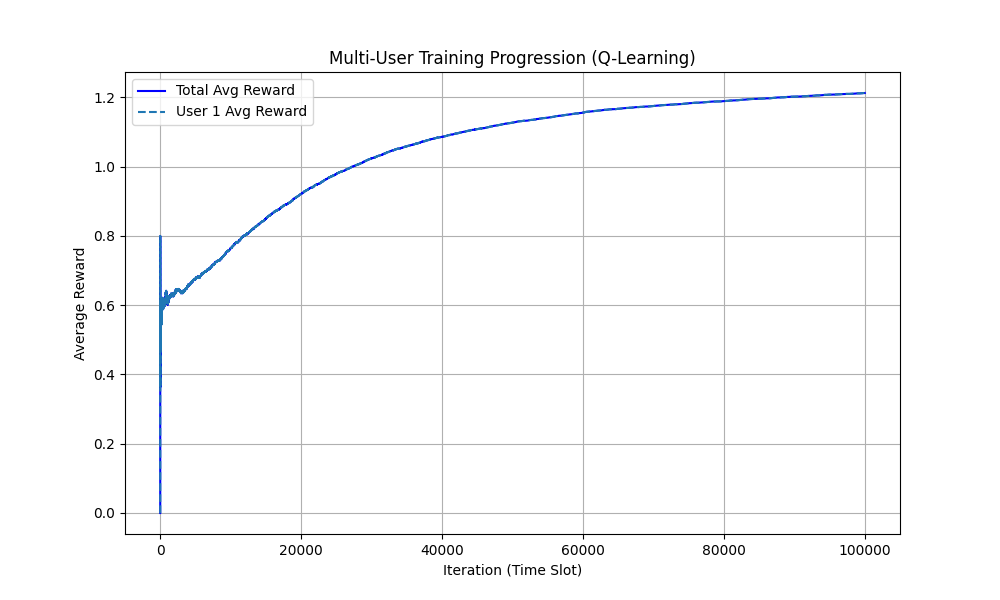 Multi-User Training Progression (Q-Learning)
Total Avg Reward
User 1 Avg Reward
1.2
1.0
0.8
0.6
0.4
0.2
0.0
Average Reward
0 20000 40000 60000 80000 100000
Iteration (Time Slot)